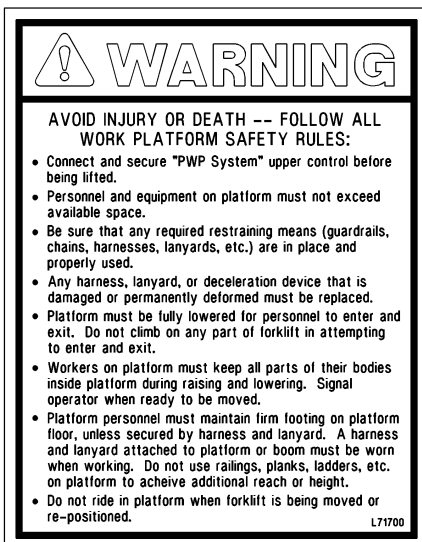 WARNING
AVOID INJURY OR DEATH -- FOLLOW ALL
WORK PLATFORM SAFETY RULES:
• Connect and secure "PWP System" upper control before
being lifted.
• Personnel and equipment on platform must not exceed
available space.
• Be sure that any required restraining means (guardrails,
chains, harnesses, lanyards, etc.) are in place and
properly used.
• Any harness, lanyard, or deceleration device that is
damaged or permanently deformed must be replaced.
• Platform must be fully lowered for personnel to enter and
exit. Do not climb on any part of forklift in attempting
to enter and exit.
• Workers on platform must keep all parts of their bodies
inside platform during raising and lowering. Signal
operator when ready to be moved.
• Platform personnel must maintain firm footing on platform
floor, unless secured by harness and lanyard. A harness
and lanyard attached to platform or boom must be worn
when working. Do not use railings, planks, ladders, etc.
on platform to acheive additional reach or height.
• Do not ride in platform when forklift is being moved or
re-positioned.
L71700